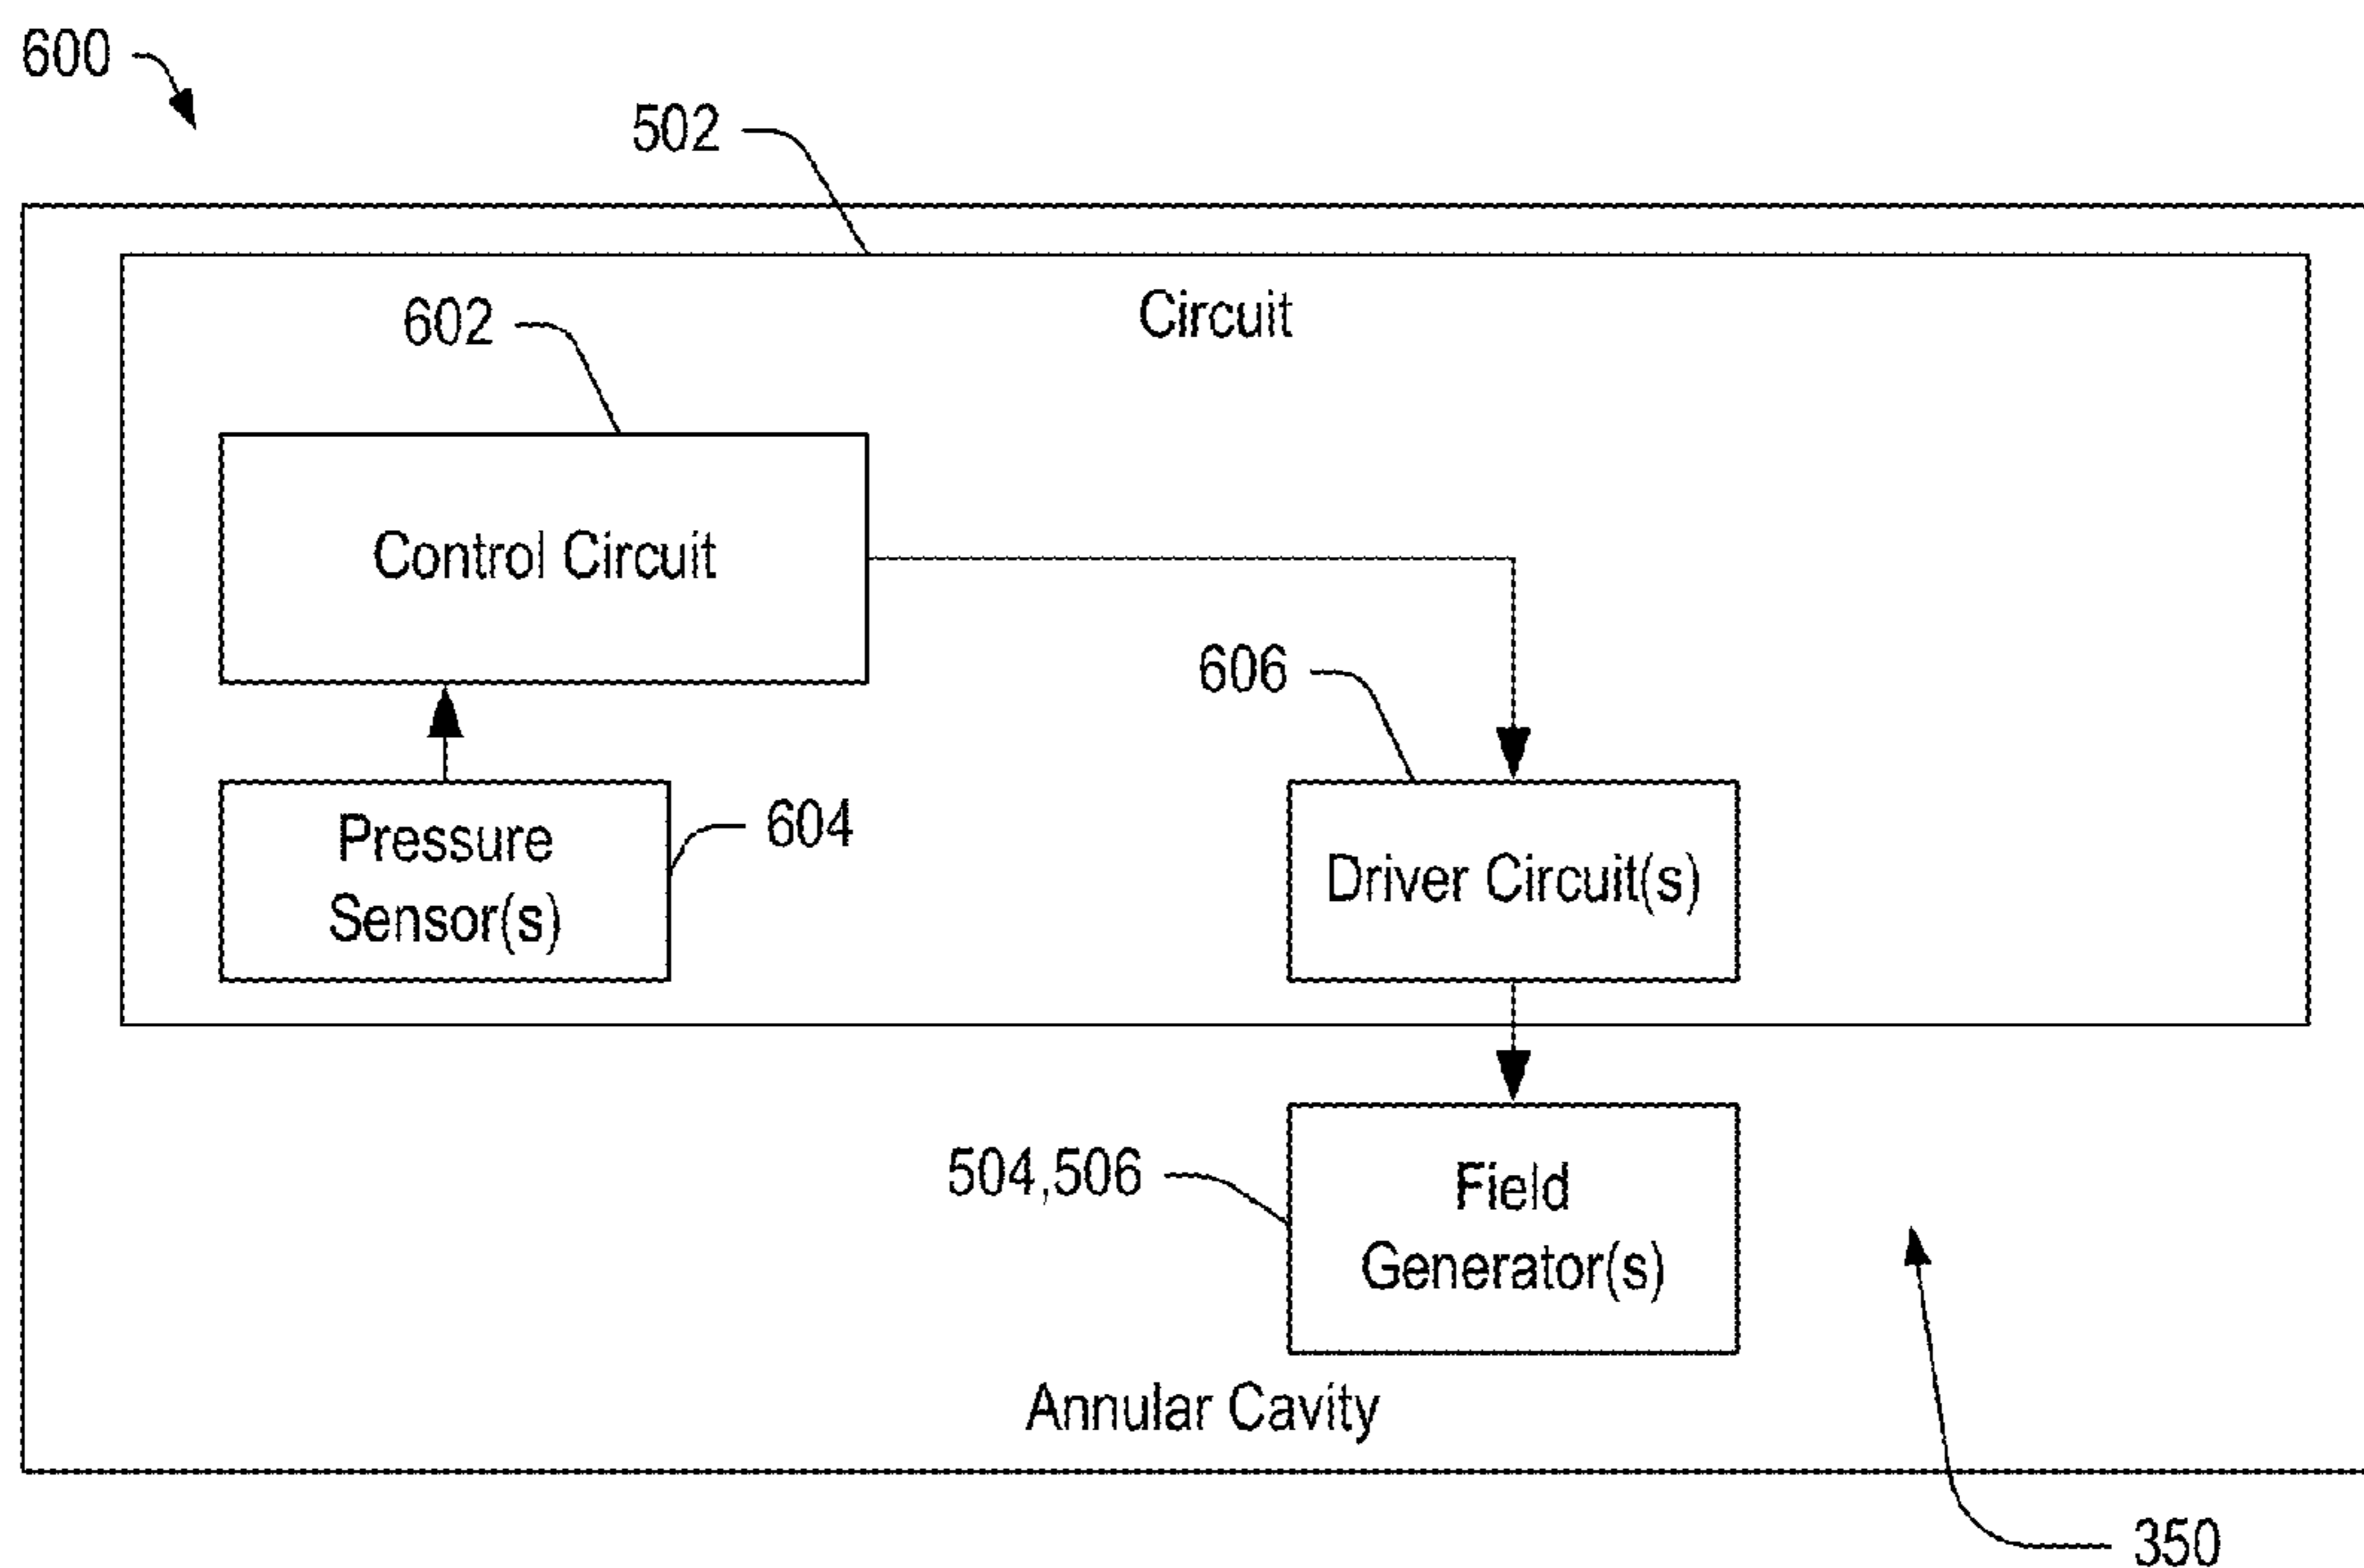 600
502
Circuit
602
Control Circuit
606
Pressure
Sensor(s)
604
Driver Circuit(s)
504,506
Field
Generator(s)
Annular Cavity
350